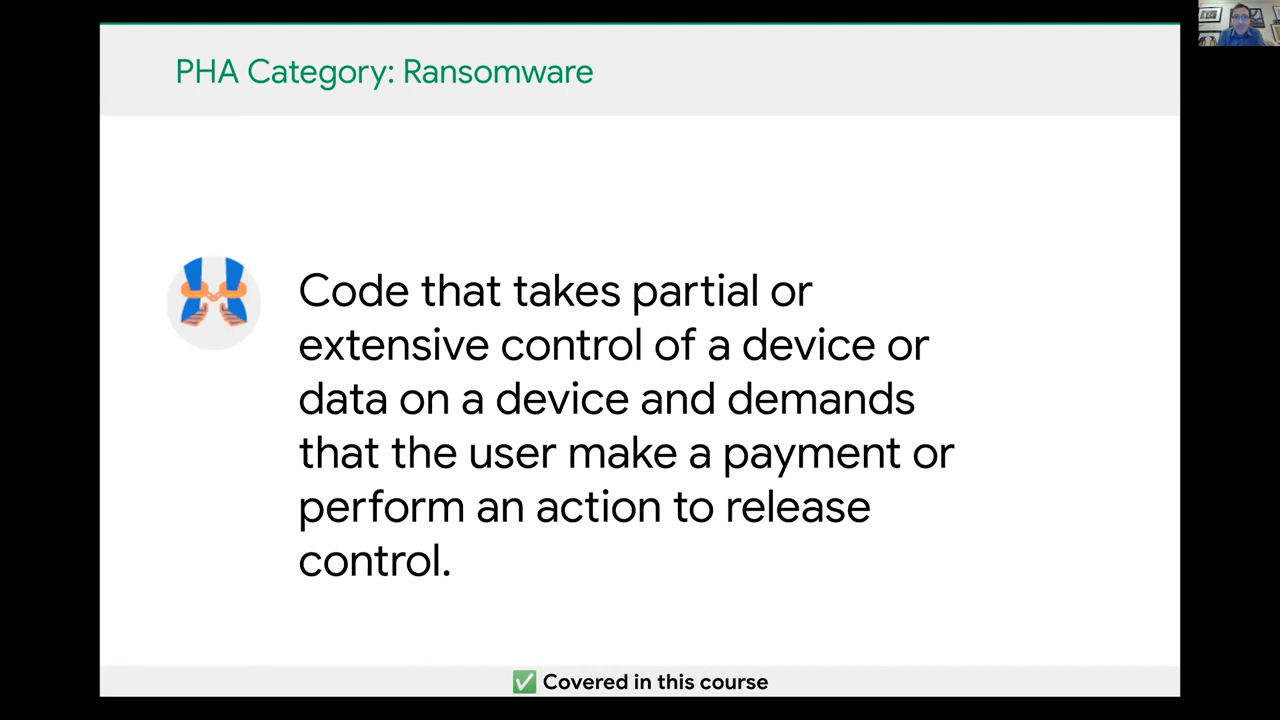 PHA Category: Ransomware
Code that takes partial or
extensive control of a device or
data on a device and demands
that the user make a payment or
perform an action to release
control.
✅ Covered in this course